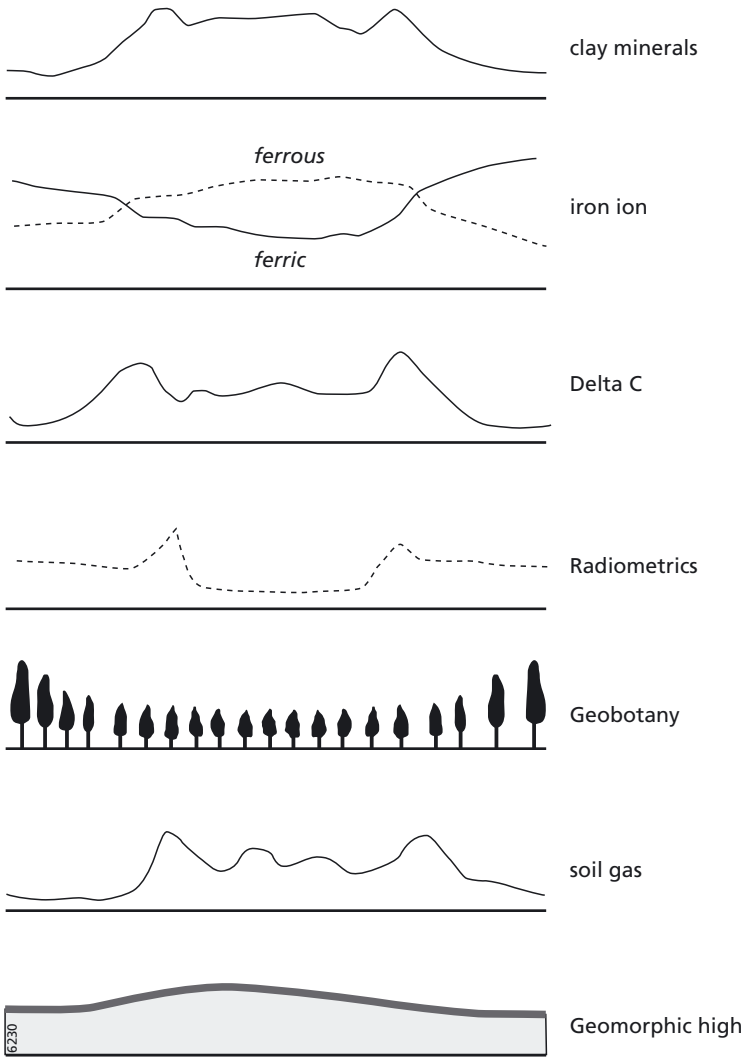 clay minerals
ferrous
iron ion
ferric
Delta C
Radiometrics
Geobotany
soil gas
Geomorphic high
6230